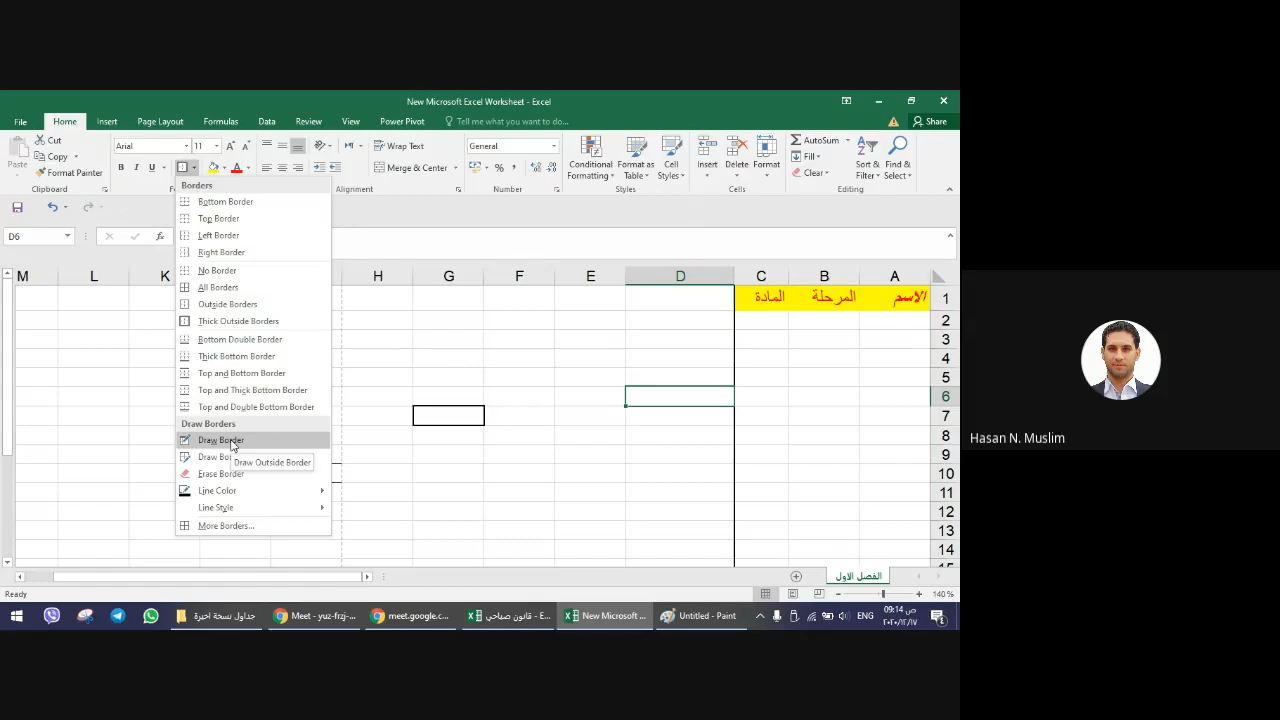 New Microsoft Excel Worksheet - Excel
File Home Insert Page Layout Formulas Data Review View Power Pivot Tell me what you want to do... Share
Cut
Copy
Format Painter
Paste
Clipboard
Arial 11
B I U
Wrap Text
Merge & Center
General
Number
Conditional Formatting
Format as Table
Cell Styles
Styles
Insert Delete Format
Cells
AutoSum
Fill
Clear
Sort & Filter
Find & Select
Editing
D6
fx
Borders
Bottom Border
Top Border
Left Border
Right Border
No Border
All Borders
Outside Borders
Thick Outside Borders
Bottom Double Border
Thick Bottom Border
Top and Bottom Border
Top and Thick Bottom Border
Top and Double Bottom Border
Draw Borders
Draw Border
Draw Bo
Draw Outside Border
Erase Border
Line Color
Line Style
More Borders...
M L K H G F E D C B A
الاسم المرحلة المادة
1
2
3
4
5
6
7
8
9
10
11
12
13
14
15
الفصل الاول
Ready
140 %
جداول نسخة اخيرة
Meet - yuz-frzj-...
meet.google.c...
قانون صباحي - E...
New Microsoft ...
Untitled - Paint
ENG
09:14 ص
٢٠٢٠/١٢/١٧
Hasan N. Muslim